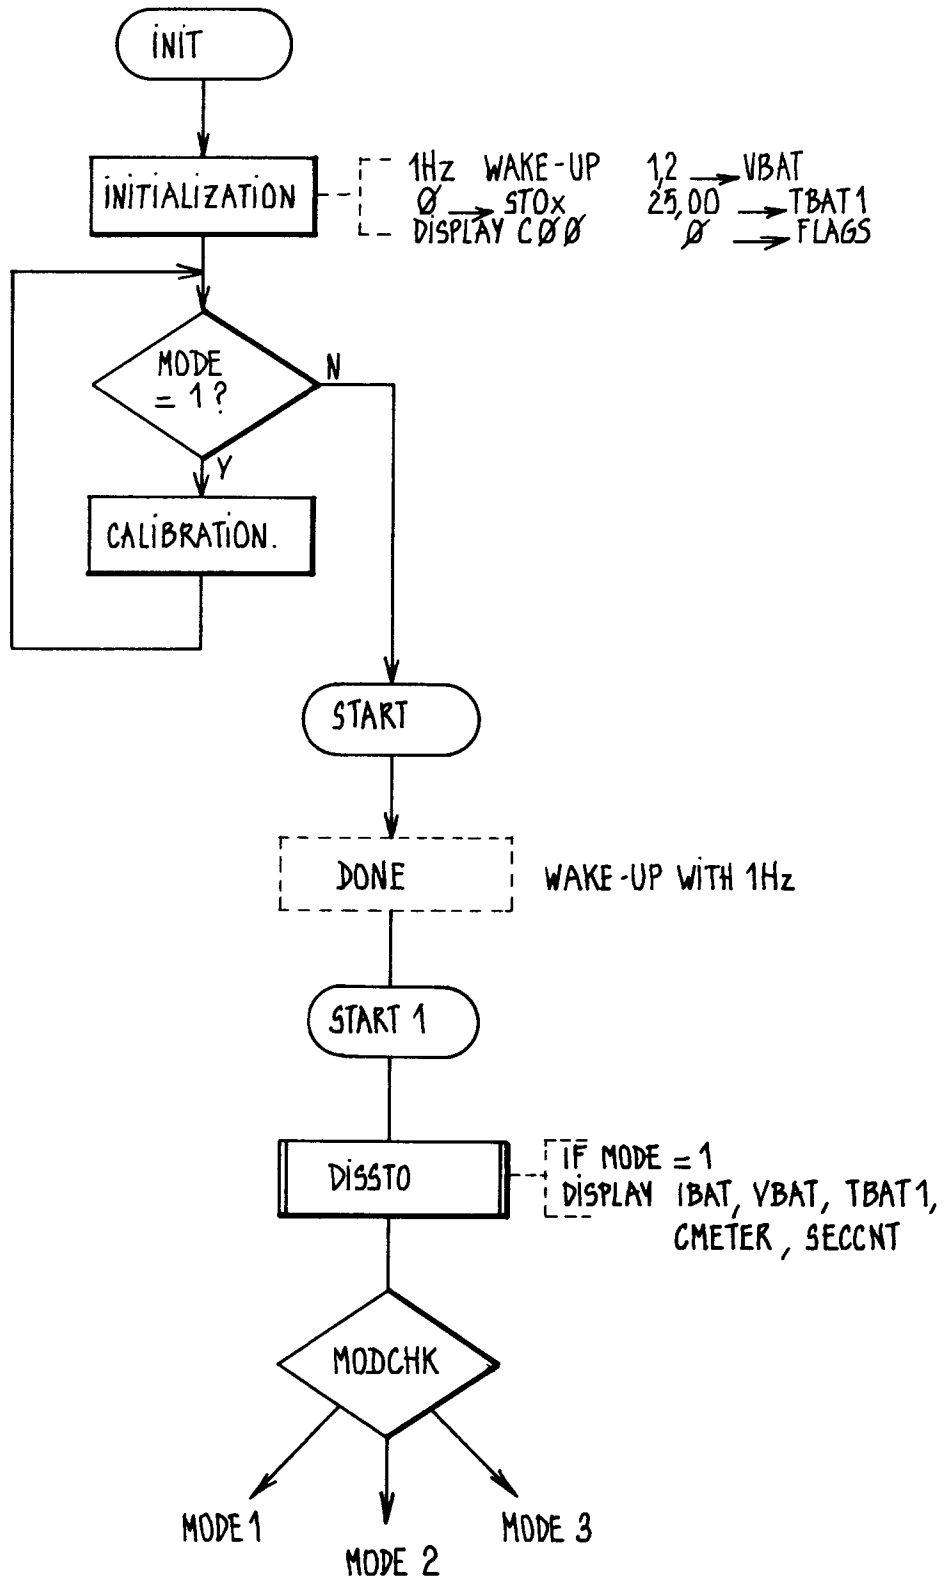 INIT
INITIALIZATION
1Hz WAKE-UP 1,2 → VBAT
Ø → STOx 25,00 → TBAT1
DISPLAY CØØ Ø → FLAGS
MODE
= 1?
N
Y
CALIBRATION.
START
DONE
WAKE-UP WITH 1Hz
START 1
DISSTO
IF MODE = 1
DISPLAY IBAT, VBAT, TBAT1,
CMETER, SECCNT
MODCHK
MODE 1
MODE 2
MODE 3